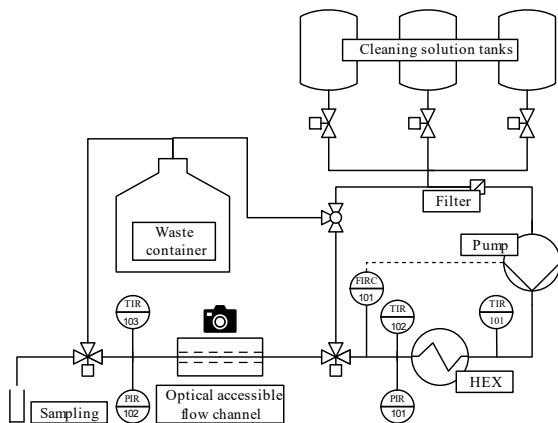 Cleaning solution tanks
Filter
Waste
container
Pump
FIRC
101
TIR
103
TIR
102
TIR
101
PIR
102
PIR
101
HEX
Sampling
Optical accessible
flow channel